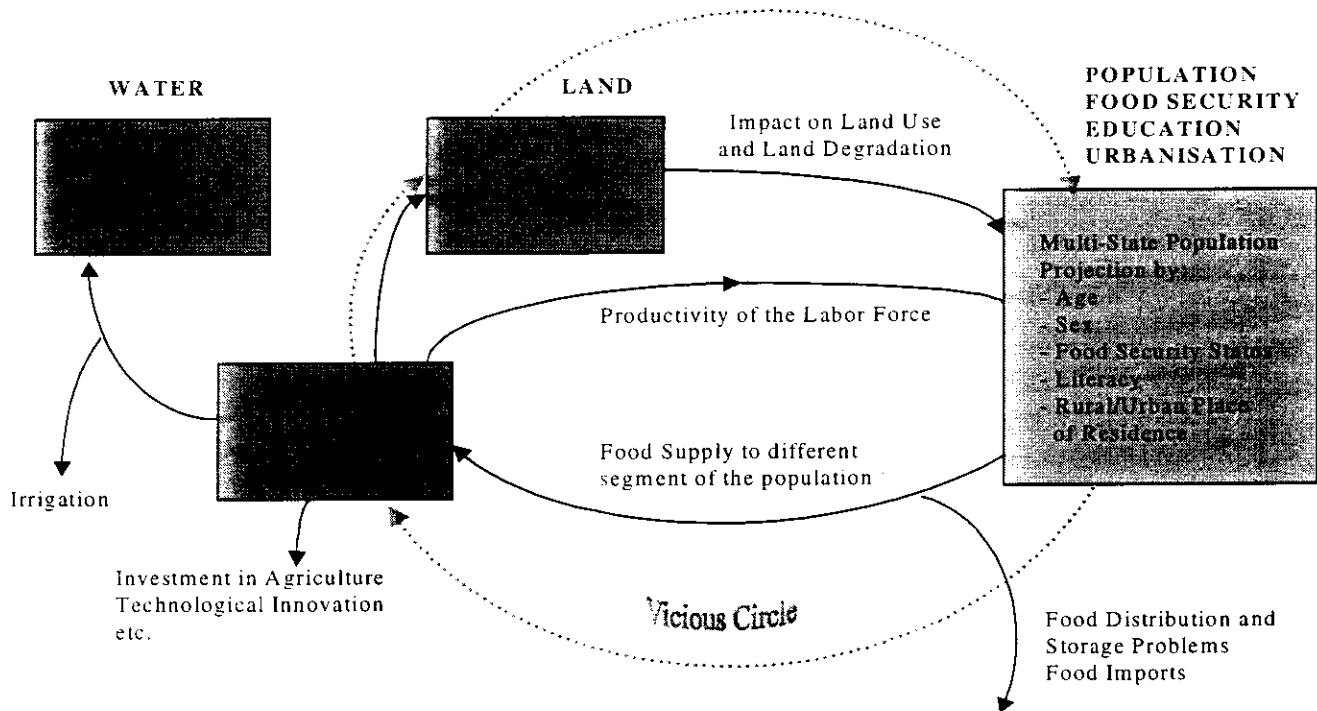 WATER
LAND
POPULATION
FOOD SECURITY
EDUCATION
URBANISATION
Impact on Land Use
and Land Degradation
Multi-State Population
Projection by:
- Age
- Sex
- Food Security Status
- Literacy
- Rural/Urban Place
of Residence
Productivity of the Labor Force
Food Supply to different
segment of the population
Irrigation
Investment in Agriculture
Technological Innovation
etc.
Vicious Circle
Food Distribution and
Storage Problems
Food Imports